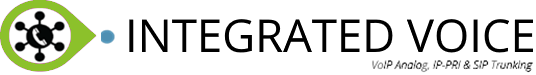 INTEGRATED VOICE
VoIP Analog, IP-PRI & SIP Trunking